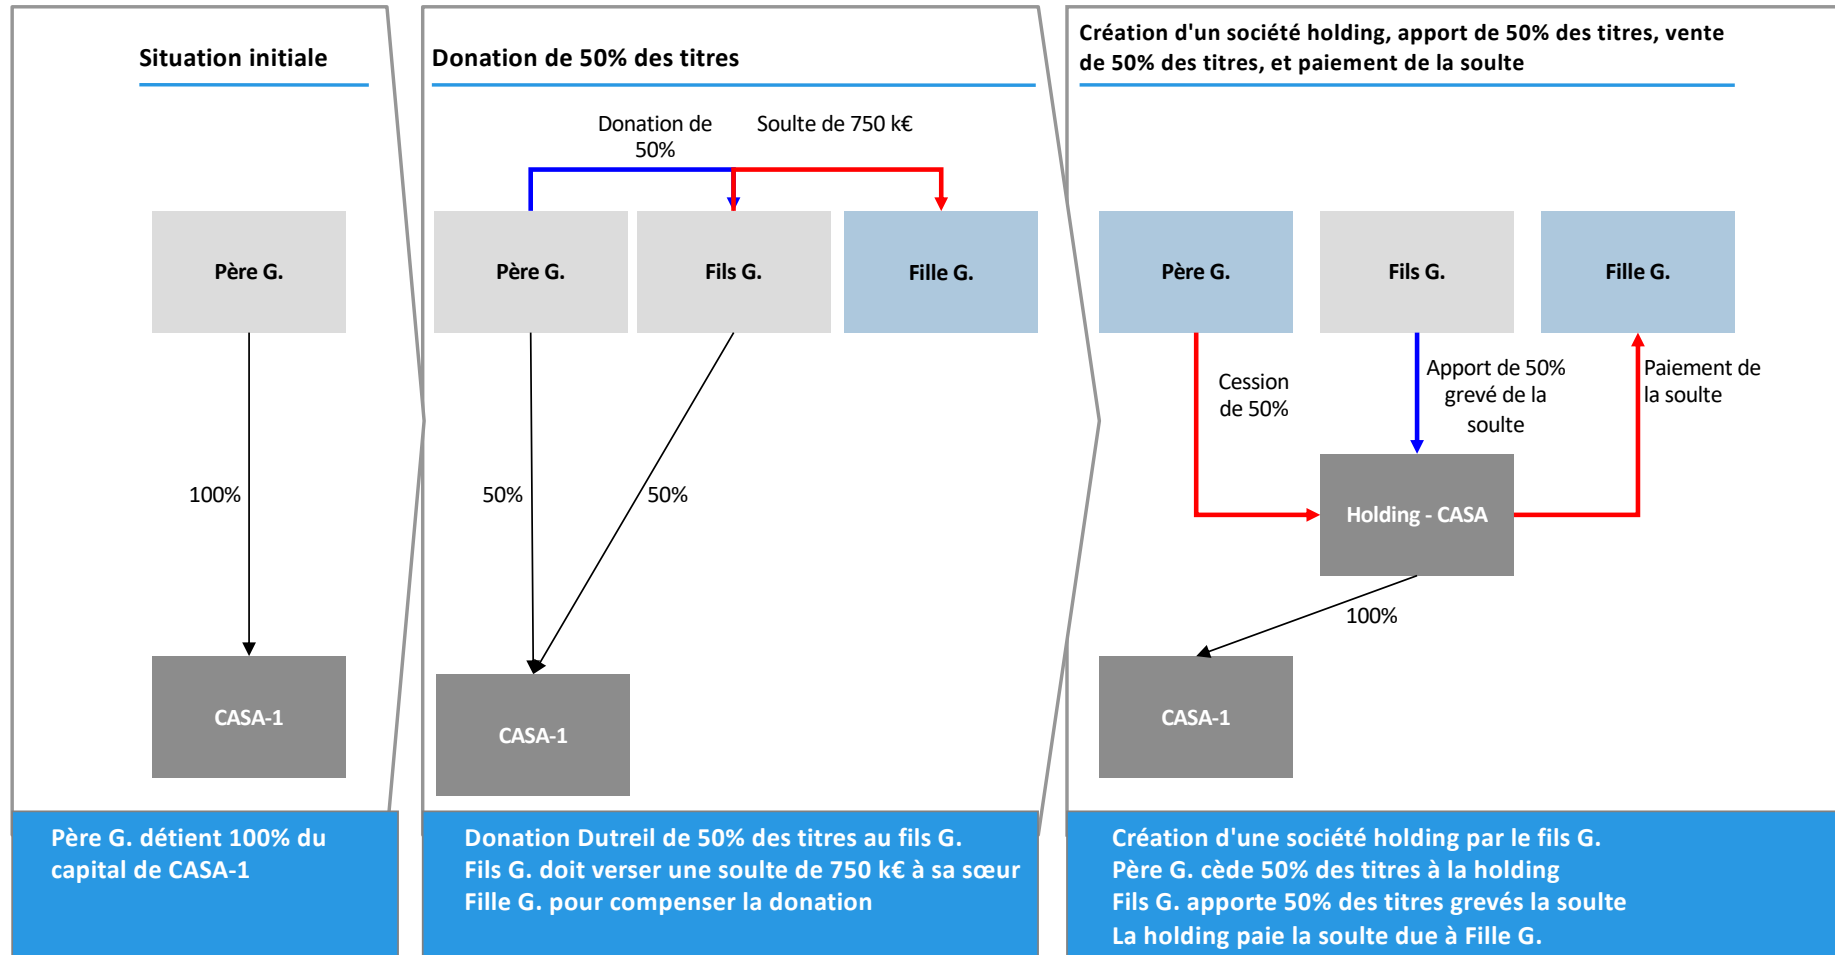 Situation initiale
Père G.
100%
CASA-1
Père G. détient 100% du
capital de CASA-1
Donation de 50% des titres
Donation de
50%
Soulte de 750 k€
Père G.
Fils G.
Fille G.
50%
50%
CASA-1
Donation Dutreil de 50% des titres au fils G.
Fils G. doit verser une soulte de 750 k€ à sa sœur
Fille G. pour compenser la donation
Création d'un société holding, apport de 50% des titres, vente
de 50% des titres, et paiement de la soulte
Père G.
Fils G.
Fille G.
Cession
de 50%
Apport de 50%
grevé de la
soulte
Paiement de
la soulte
Holding - CASA
100%
CASA-1
Création d'une société holding par le fils G.
Père G. cède 50% des titres à la holding
Fils G. apporte 50% des titres grevés la soulte
La holding paie la soulte due à Fille G.